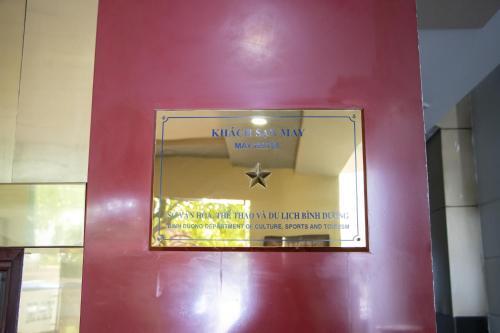 KHÁCH SẠN MAY
MAY HOTEL
SỞ VĂN HOÁ, THỂ THAO VÀ DU LỊCH BÌNH DƯƠNG
BINH DUONG DEPARTMENT OF CULTURE, SPORTS AND TOURISM